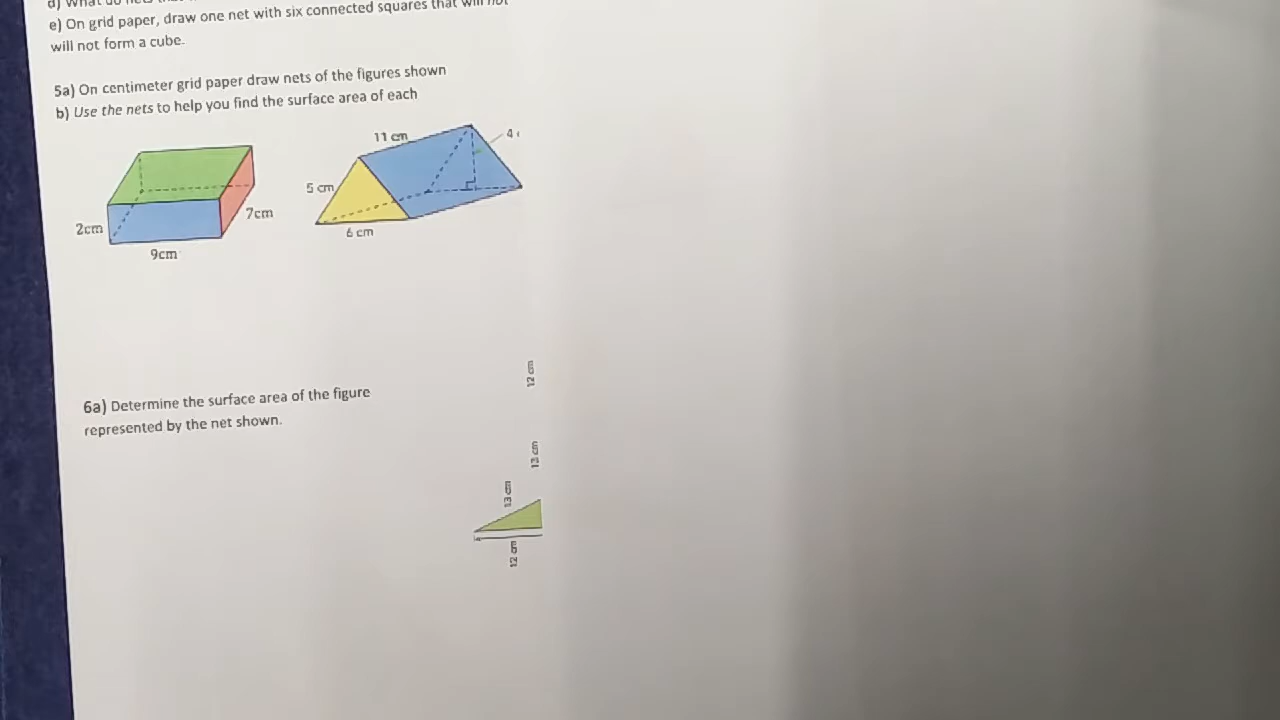 e) On grid paper, draw one net with six connected squares that will not
will not form a cube.
5a) On centimeter grid paper draw nets of the figures shown
b) Use the nets to help you find the surface area of each
11 cm
4
5 cm
6 cm
2cm
7cm
9cm
12 cm
6a) Determine the surface area of the figure
represented by the net shown.
13 cm
13 cm
12 cm